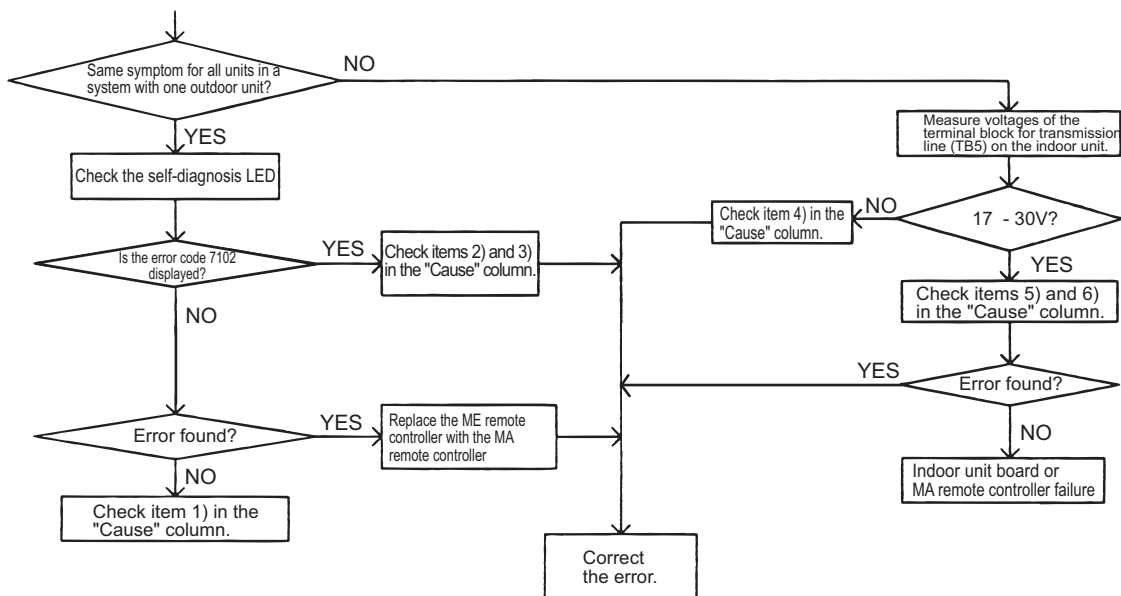 Same symptom for all units in a
system with one outdoor unit?
NO
YES
Measure voltages of the
terminal block for transmission
line (TB5) on the indoor unit.
Check the self-diagnosis LED
Check item 4) in the
"Cause" column.
NO
17 - 30V?
Is the error code 7102
displayed?
YES
Check items 2) and 3)
in the "Cause" column.
YES
Check items 5) and 6)
in the "Cause" column.
NO
YES
Error found?
Error found?
YES
Replace the ME remote
controller with the MA
remote controller
NO
NO
Indoor unit board or
MA remote controller failure
Check item 1) in the
"Cause" column.
Correct
the error.